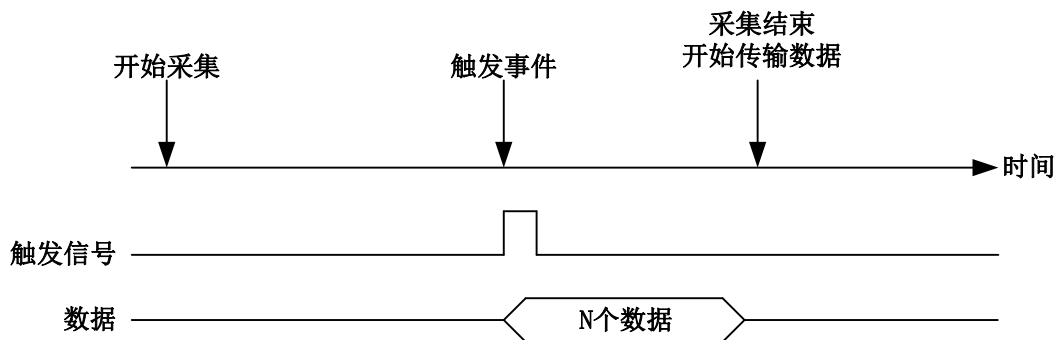 采集结束
开始传输数据
开始采集
触发事件
时间
触发信号
数据
N个数据